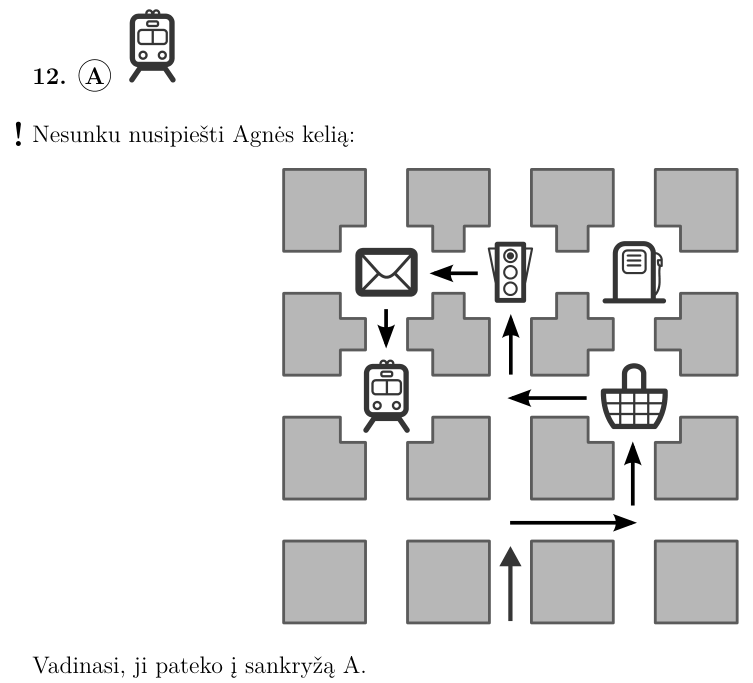 12. A
! Nesunku nusipiešti Agnės kelią:
Vadinasi, ji pateko į sankryžą A.